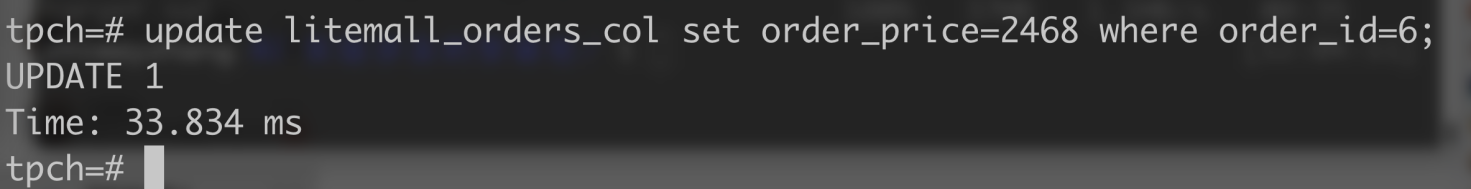 tpch=# update litemall_orders_col set order_price=2468 where order_id=6;
UPDATE 1
Time: 33.834 ms
tpch=#